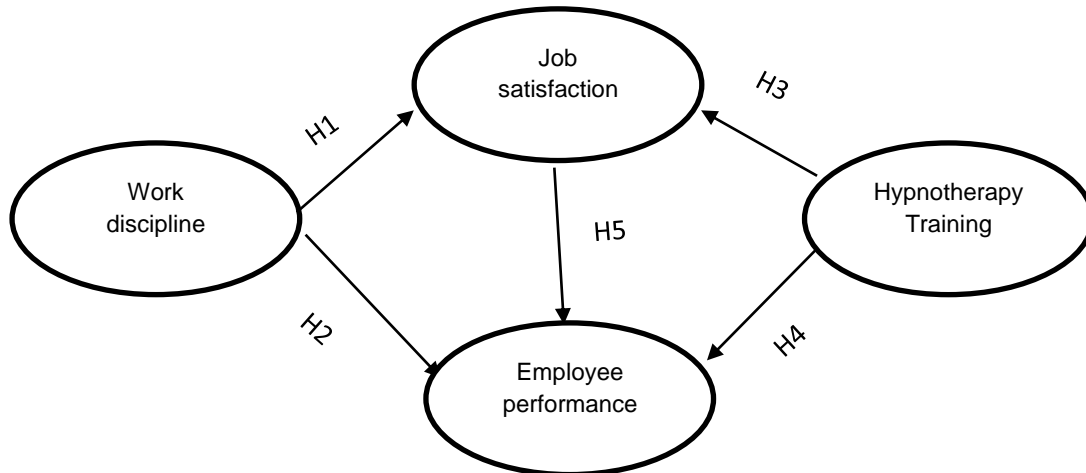 Job
satisfaction
H1
H3
Work
discipline
Hypnotherapy
Training
H5
H2
H4
Employee
performance